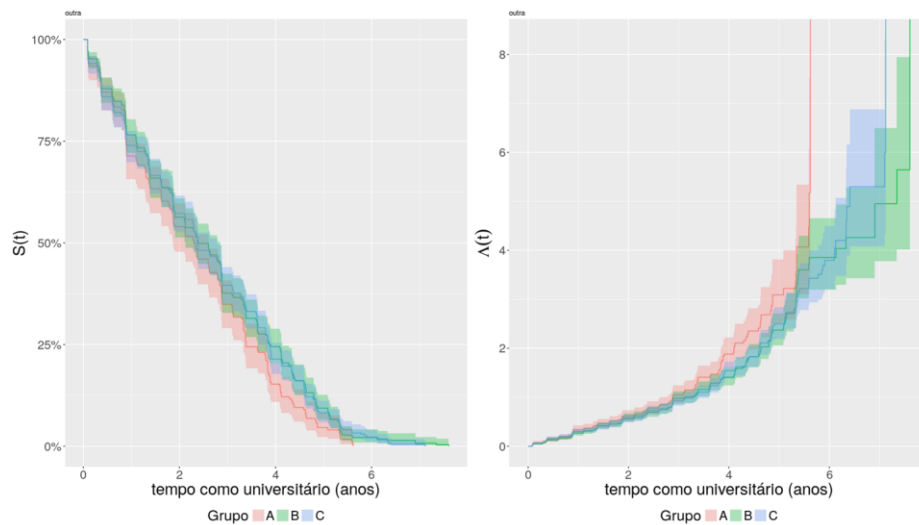 outra
100%
75%
50%
25%
0%
S(t)
0
2
4
6
tempo como universitário (anos)
Grupo A B C
outra
8
6
4
2
0
Λ(t)
0
2
4
6
tempo como universitário (anos)
Grupo A B C